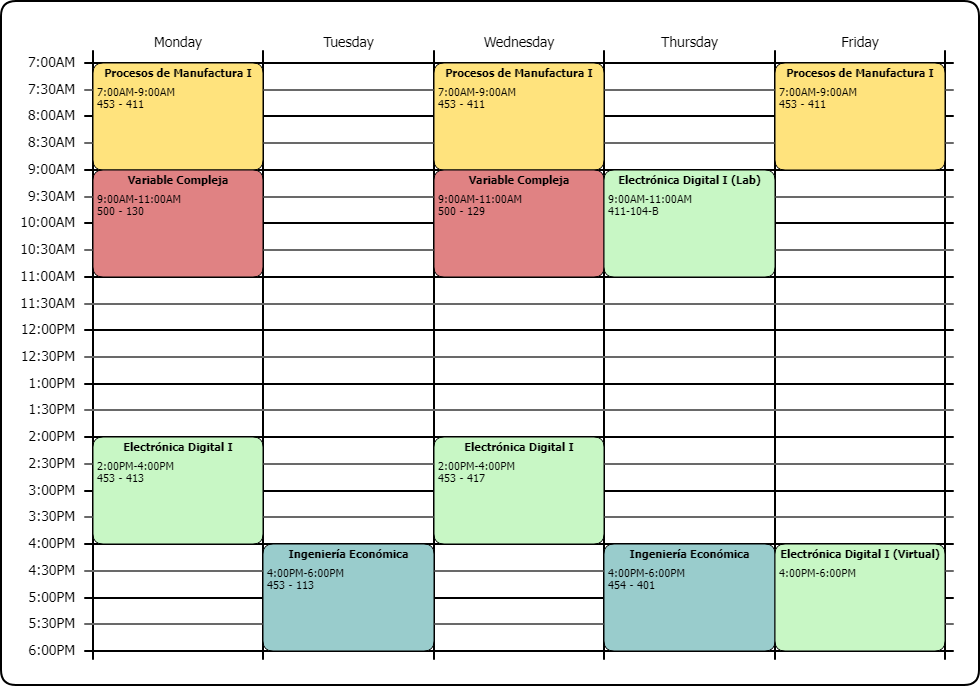 Monday Tuesday Wednesday Thursday Friday
7:00AM
7:30AM
8:00AM
8:30AM
9:00AM
9:30AM
10:00AM
10:30AM
11:00AM
11:30AM
12:00PM
12:30PM
1:00PM
1:30PM
2:00PM
2:30PM
3:00PM
3:30PM
4:00PM
4:30PM
5:00PM
5:30PM
6:00PM
Procesos de Manufactura I
7:00AM-9:00AM
453 - 411
Variable Compleja
9:00AM-11:00AM
500 - 130
Electrónica Digital I
2:00PM-4:00PM
453 - 413
Ingeniería Económica
4:00PM-6:00PM
453 - 113
Procesos de Manufactura I
7:00AM-9:00AM
453 - 411
Variable Compleja
9:00AM-11:00AM
500 - 129
Electrónica Digital I
2:00PM-4:00PM
453 - 417
Electrónica Digital I (Lab)
9:00AM-11:00AM
411-104-B
Ingeniería Económica
4:00PM-6:00PM
454 - 401
Procesos de Manufactura I
7:00AM-9:00AM
453 - 411
Electrónica Digital I (Virtual)
4:00PM-6:00PM